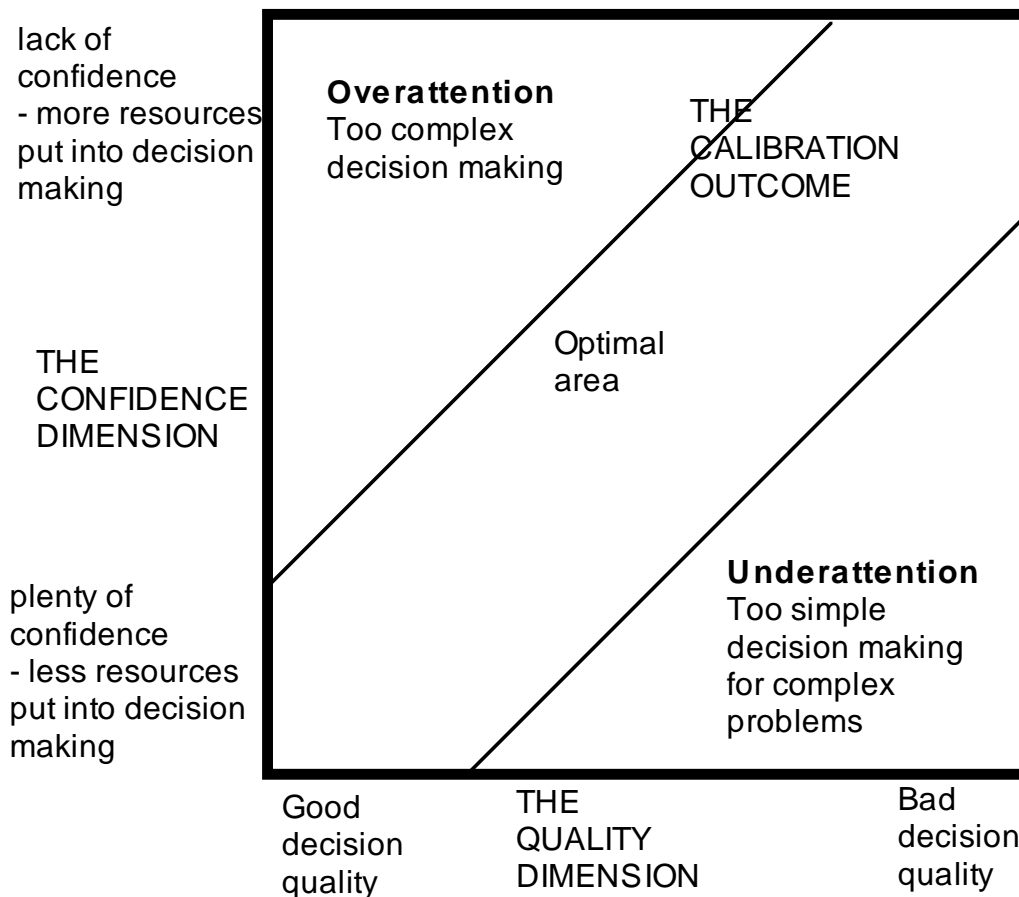 lack of
confidence
- more resources
put into decision
making
Overattention
Too complex
decision making
THE
CALIBRATION
OUTCOME
THE
CONFIDENCE
DIMENSION
Optimal
area
plenty of
confidence
- less resources
put into decision
making
Underattention
Too simple
decision making
for complex
problems
Good
decision
quality
THE
QUALITY
DIMENSION
Bad
decision
quality